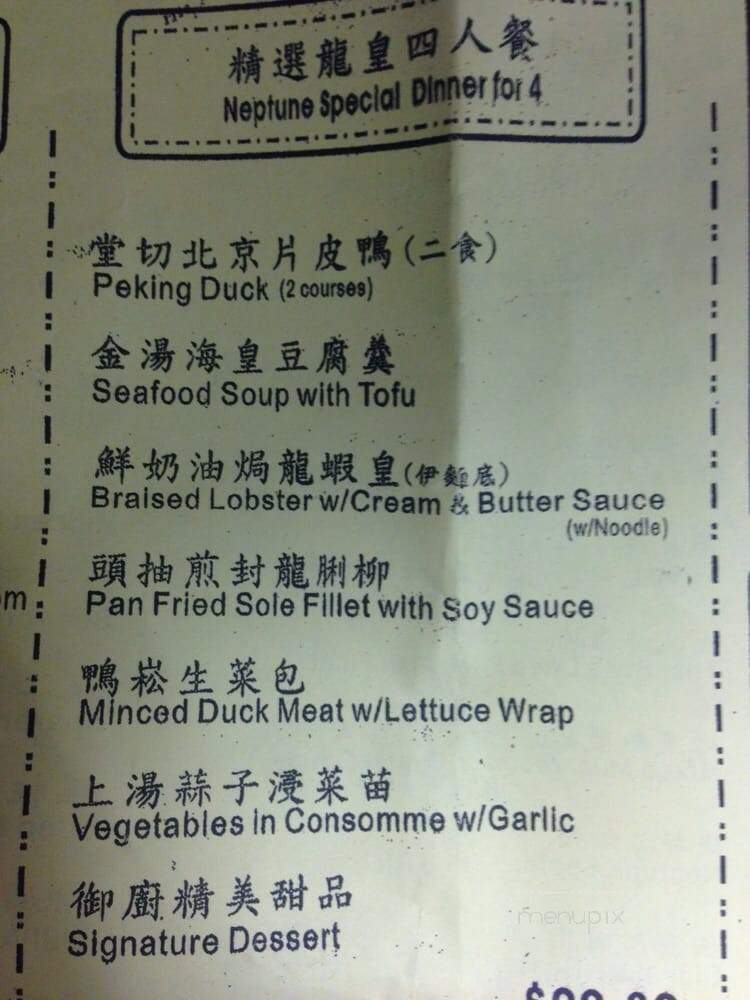 精選龍皇四人餐
Neptune Special Dinner for 4
堂切北京片皮鴨(二食)
Peking Duck (2 courses)
金湯海皇豆腐羹
Seafood Soup with Tofu
鮮奶油焗龍蝦皇(伊麵底)
Braised Lobster w/Cream & Butter Sauce
(w/Noodle)
頭抽煎封龍脷柳
Pan Fried Sole Fillet with Soy Sauce
鴨崧生菜包
Minced Duck Meat w/Lettuce Wrap
上湯蒜子浸菜苗
Vegetables in Consomme w/Garlic
御廚精美甜品
Signature Dessert
menupix